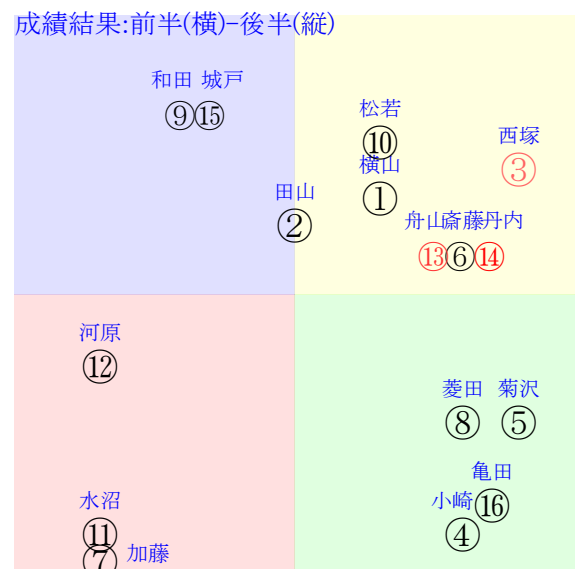 成績結果:前半(横)-後半(縦)
和田 城戸
⑨⑮
松若
⑩
西塚
③
横山
①
田山
②
舟山斎藤丹内
⑬⑥⑭
河原
⑫
菱田 菊沢
⑧ ⑤
亀田
⑯
小崎
④
水沼
⑪
加藤
⑦